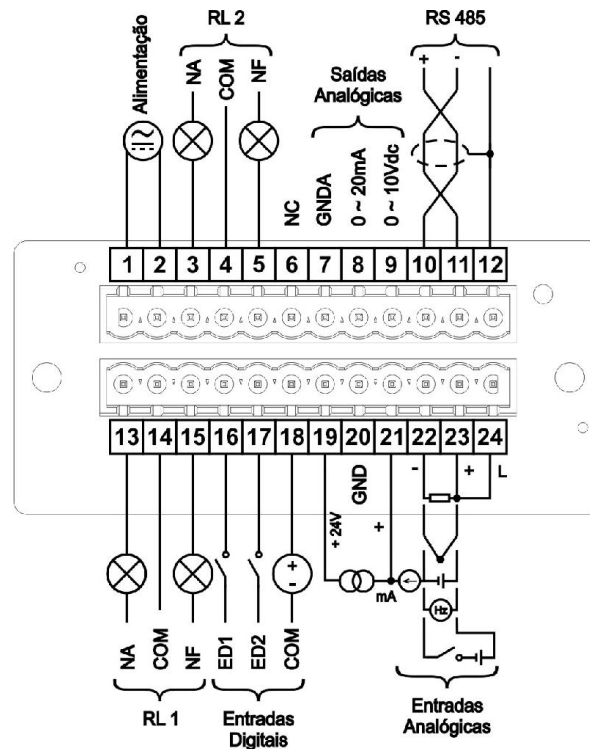 RL 2
RS 485
Alimentação
NA
COM
NF
Saídas
Analógicas
NC
GNDA
0 ~ 20mA
0 ~ 10Vdc
+
-
1 2 3 4 5 6 7 8 9 10 11 12
13 14 15 16 17 18 19 20 21 22 23 24
+ 24V
GND
+
-
+
L
+
-
mA
Hz
NA
COM
NF
ED1
ED2
COM
RL 1
Entradas
Digitais
Entradas
Analógicas